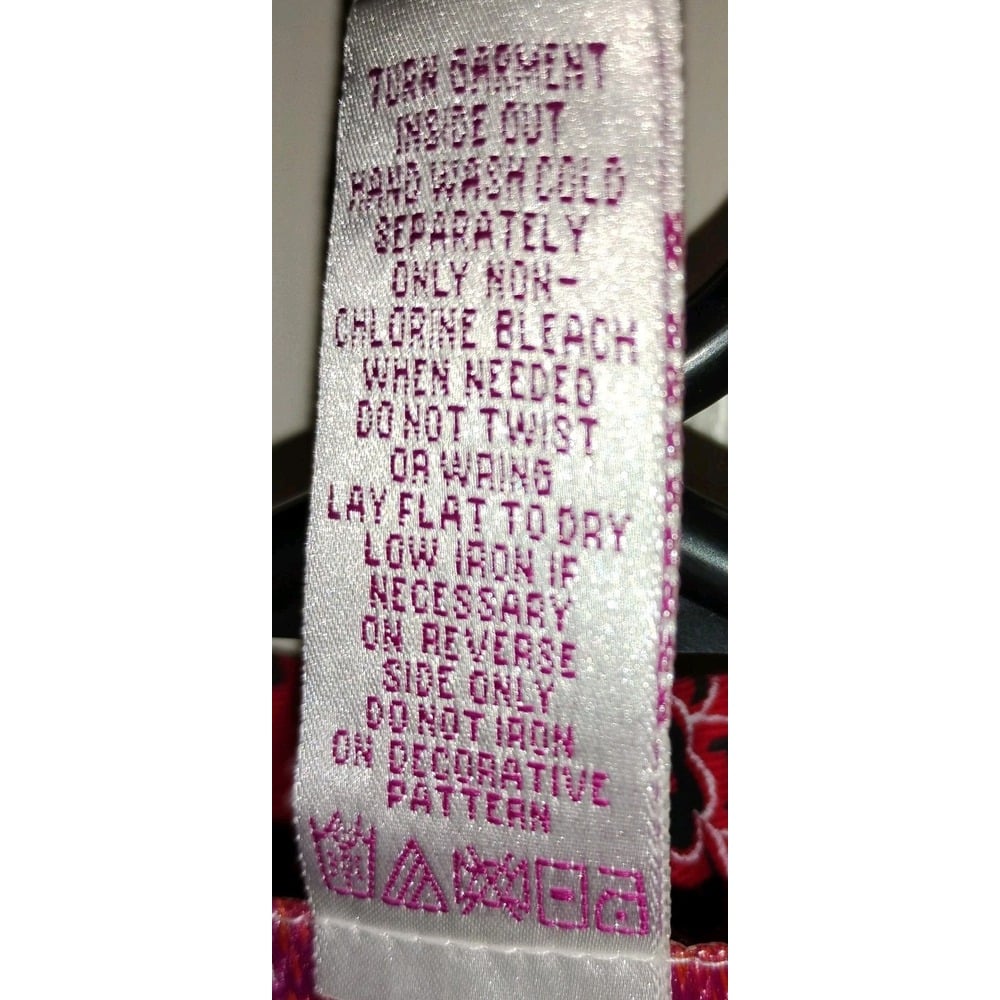 TURN GARMENT
INSIDE OUT
HAND WASH COLD
SEPARATELY
ONLY NON-
CHLORINE BLEACH
WHEN NEEDED
DO NOT TWIST
OR WRING
LAY FLAT TO DRY
LOW IRON IF
NECESSARY
ON REVERSE
SIDE ONLY
DO NOT IRON
ON DECORATIVE
PATTERN